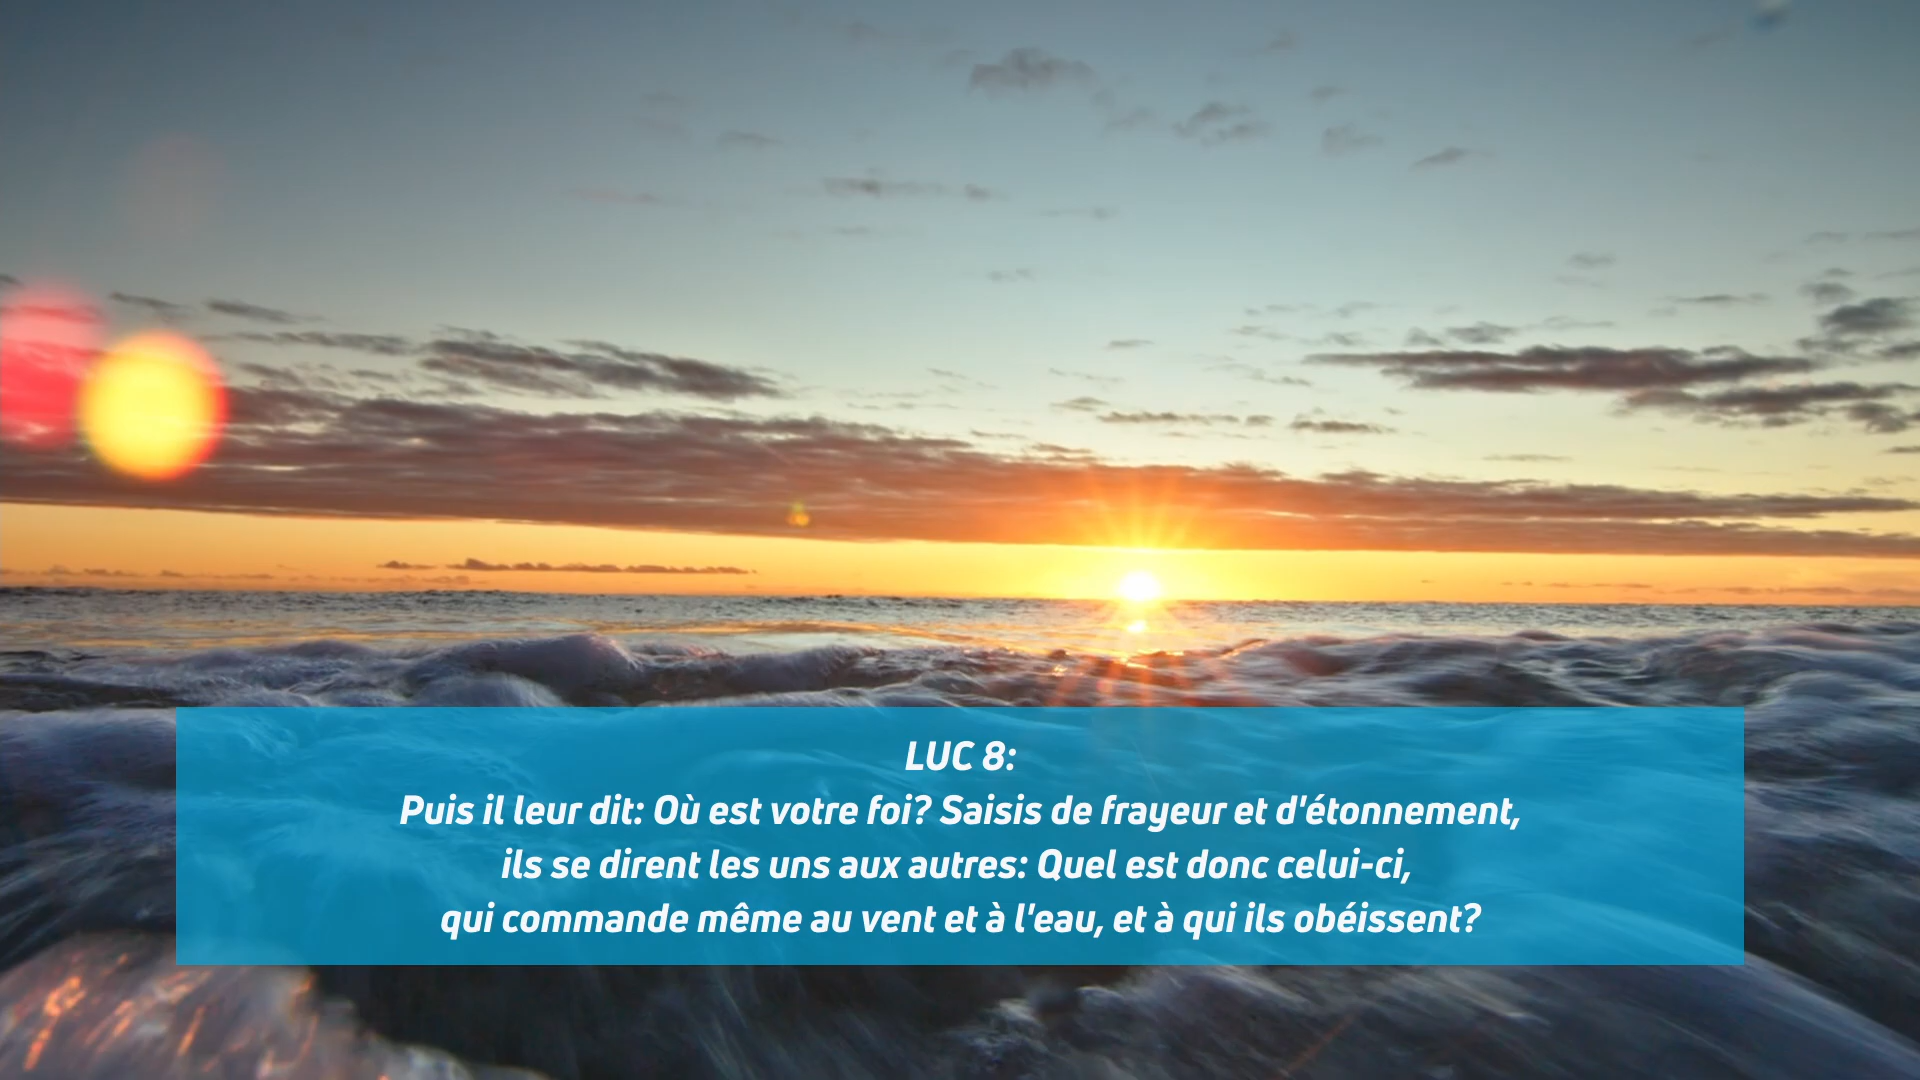 LUC 8:
Puis il leur dit: Où est votre foi? Saisis de frayeur et d'étonnement,
ils se dirent les uns aux autres: Quel est donc celui-ci,
qui commande même au vent et à l'eau, et à qui ils obéissent?